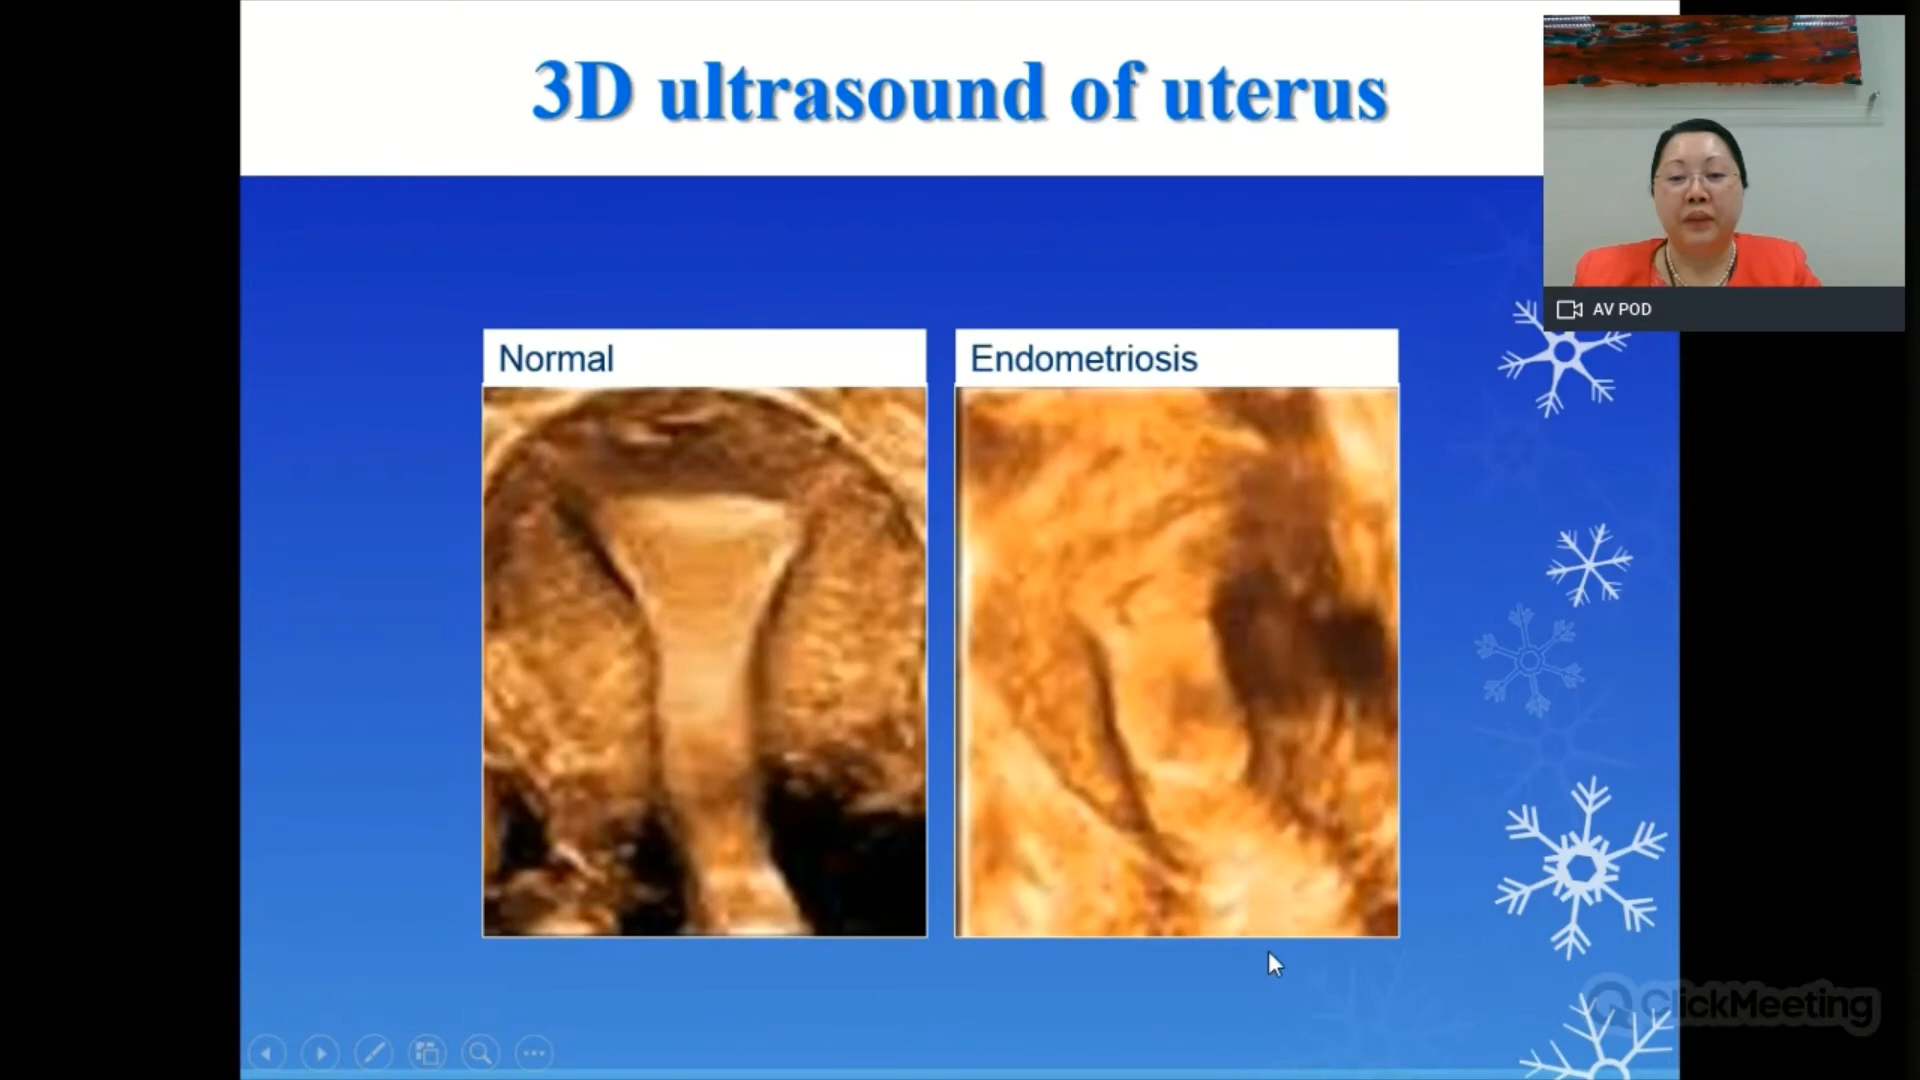 3D ultrasound of uterus
AV POD
Normal
Endometriosis
ClickMeeting